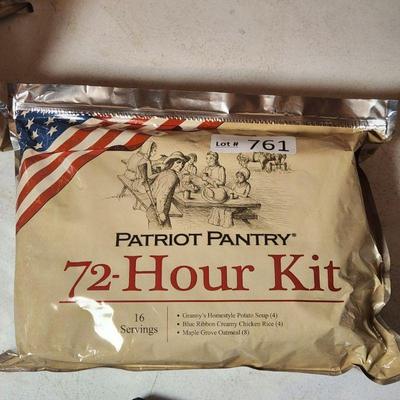 Lot # 761
PATRIOT PANTRY®
72-Hour Kit
16
Servings
• Granny's Homestyle Potato Soup (4)
• Blue Ribbon Creamy Chicken Rice (4)
• Maple Grove Oatmeal (8)